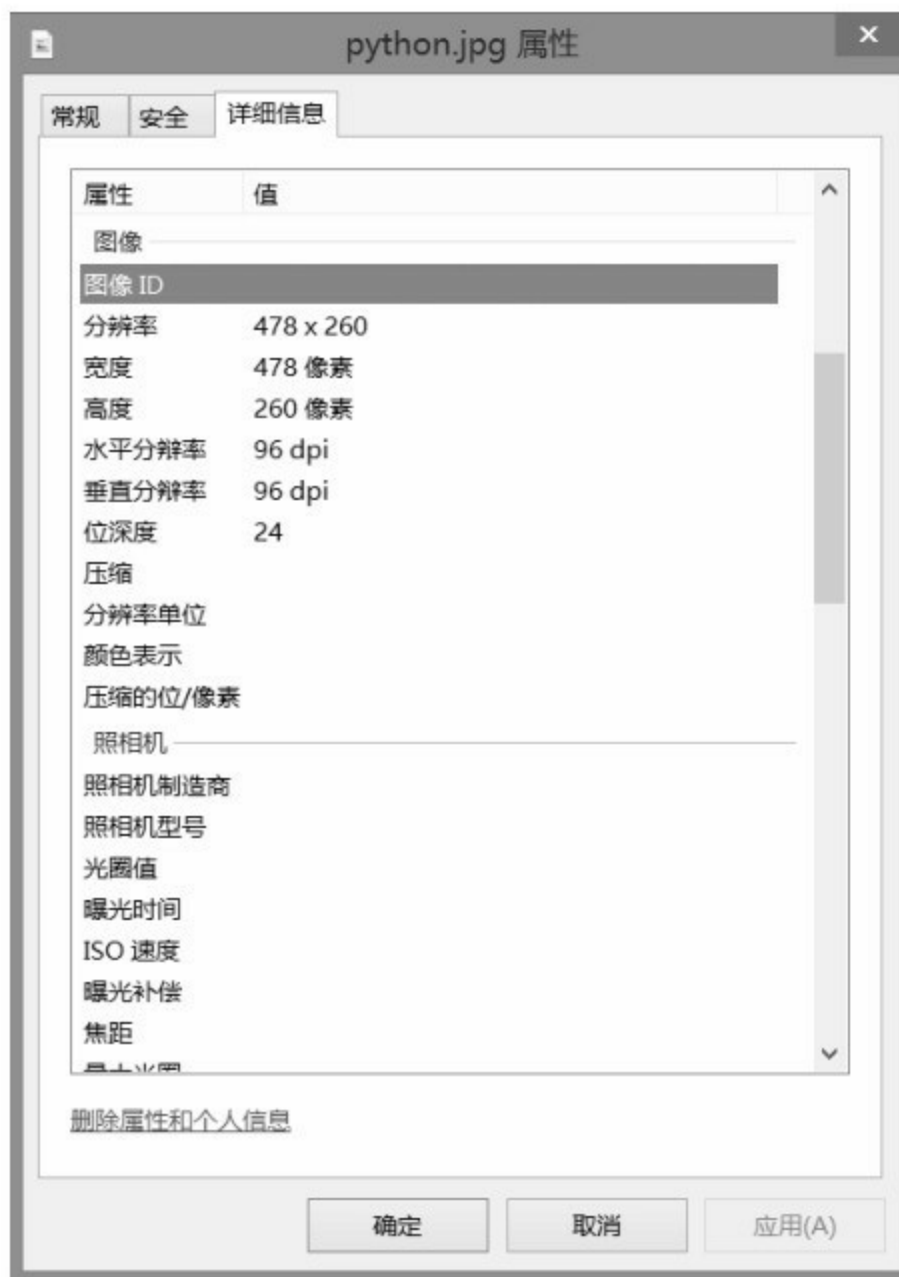 python.jpg 属性
常规 安全 详细信息
属性 值
图像
图像 ID
分辨率 478 x 260
宽度 478 像素
高度 260 像素
水平分辨率 96 dpi
垂直分辨率 96 dpi
位深度 24
压缩
分辨率单位
颜色表示
压缩的位/像素
照相机
照相机制造商
照相机型号
光圈值
曝光时间
ISO 速度
曝光补偿
焦距
最大光圈
删除属性和个人信息
确定 取消 应用(A)